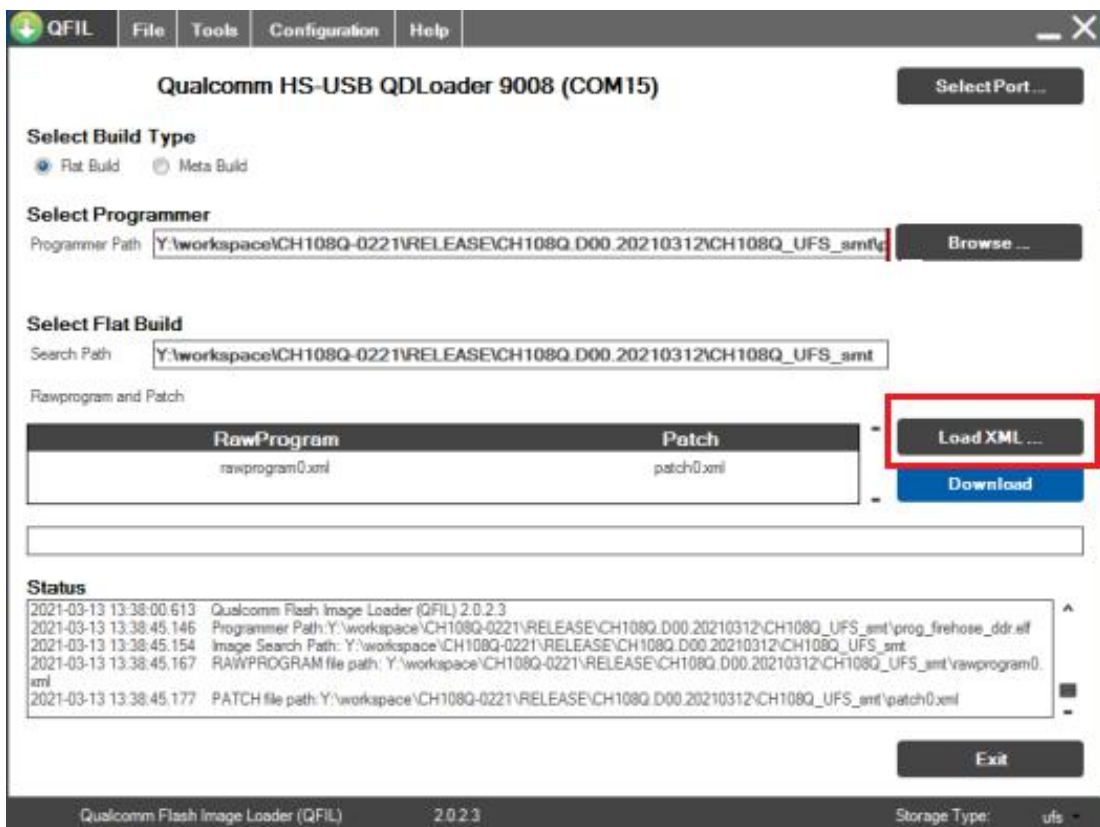 QFIL File Tools Configuration Help
Qualcomm HS-USB QDLoader 9008 (COM15)
Select Port ...
Select Build Type
Flat Build Meta Build
Select Programmer
Programmer Path Y:\workspace\CH108Q-0221\RELEASE\CH108Q.D00.20210312\CH108Q_UFS_smt\p
Browse ...
Select Flat Build
Search Path Y:\workspace\CH108Q-0221\RELEASE\CH108Q.D00.20210312\CH108Q_UFS_smt
Rawprogram and Patch
RawProgram Patch
rawprogram0.xml patch0.xml
Load XML ...
Download
Status
2021-03-13 13:38:00.613 Qualcomm Flash Image Loader (QFIL) 2.0.2.3
2021-03-13 13:38:45.146 Programmer Path:Y:\workspace\CH108Q-0221\RELEASE\CH108Q.D00.20210312\CH108Q_UFS_smt\prog_firehose_ddr.elf
2021-03-13 13:38:45.154 Image Search Path: Y:\workspace\CH108Q-0221\RELEASE\CH108Q.D00.20210312\CH108Q_UFS_smt
2021-03-13 13:38:45.167 RAWPROGRAM file path: Y:\workspace\CH108Q-0221\RELEASE\CH108Q.D00.20210312\CH108Q_UFS_smt\rawprogram0.
xml
2021-03-13 13:38:45.177 PATCH file path:Y:\workspace\CH108Q-0221\RELEASE\CH108Q.D00.20210312\CH108Q_UFS_smt\patch0.xml
Exit
Qualcomm Flash Image Loader (QFIL) 2.0.2.3 Storage Type: ufs